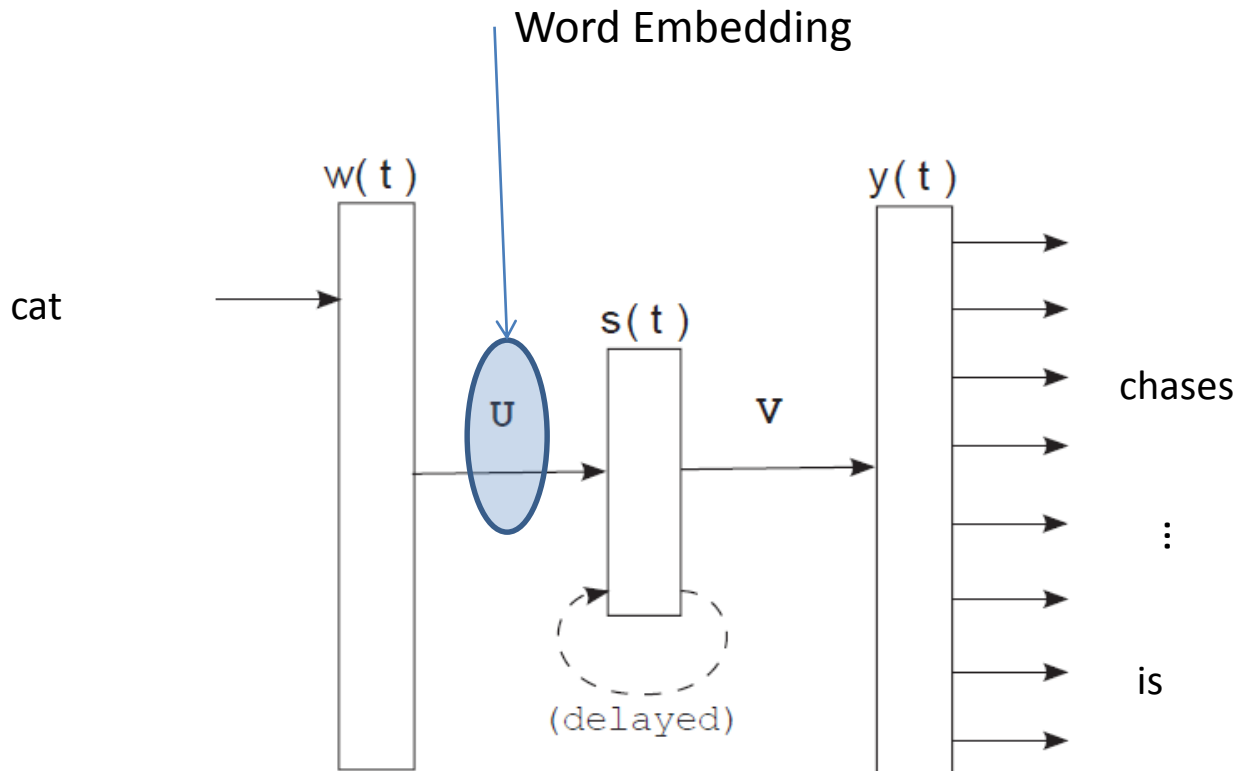 Word Embedding
w(t)
y(t)
cat
s(t)
chases
U
V
⋮
is
(delayed)